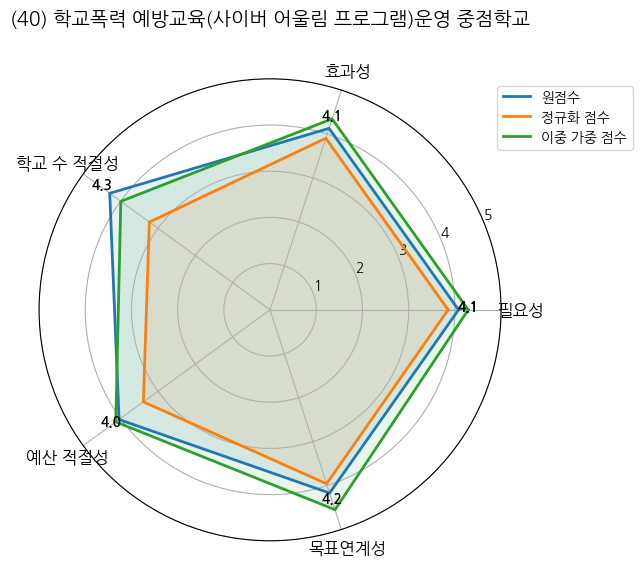 (40) 학교폭력 예방교육(사이버 어울림 프로그램)운영 중점학교
효과성
원점수
정규화 점수
이중 가중 점수
4.1
학교 수 적절성
4.3
5
4
3
2
1
4.1
필요성
4.0
예산 적절성
4.2
목표연계성